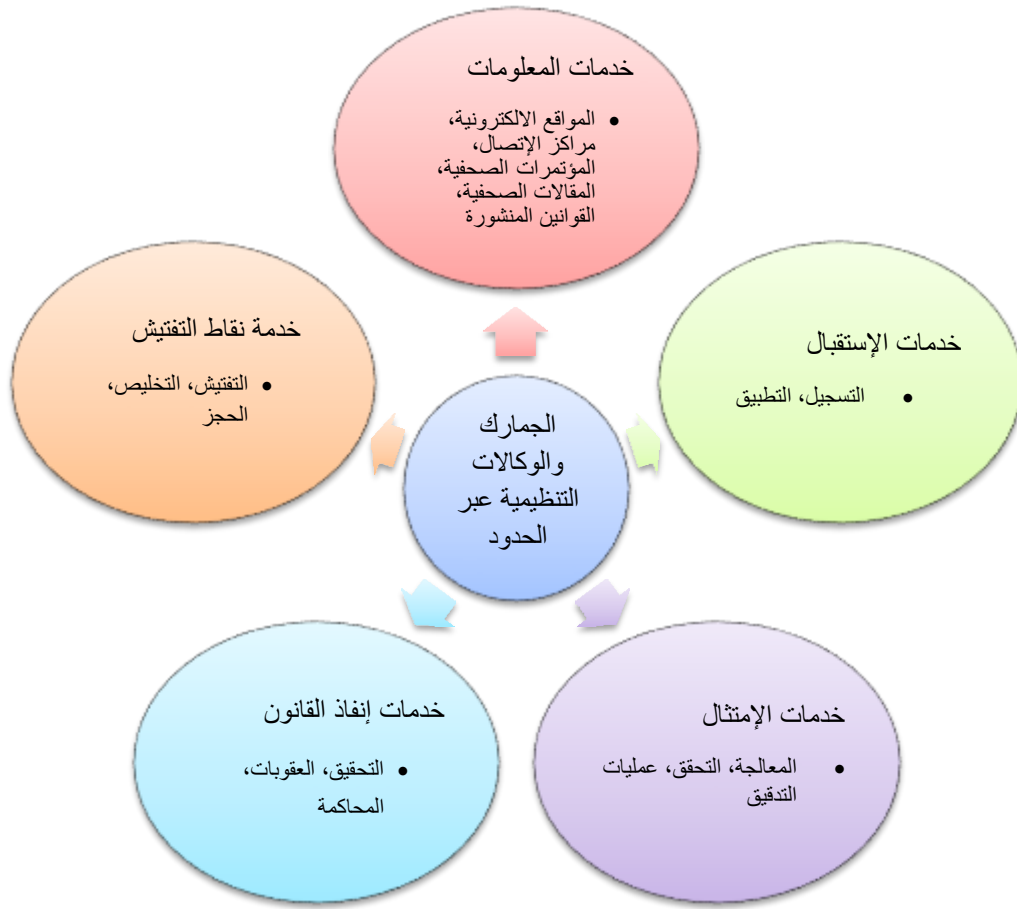 خدمات المعلومات
• المواقع الالكترونية،
مراكز الإتصال،
المؤتمرات الصحفية،
المقالات الصحفية،
القوانين المنشورة
خدمات الإستقبال
• التسجيل، التطبيق
خدمة نقاط التفتيش
• التفتيش، التخليص،
الحجز
الجمارك
والوكالات
التنظيمية عبر
الحدود
خدمات الإمتثال
• المعالجة، التحقق، عمليات
التدقيق
خدمات إنفاذ القانون
• التحقيق، العقوبات،
المحاكمة